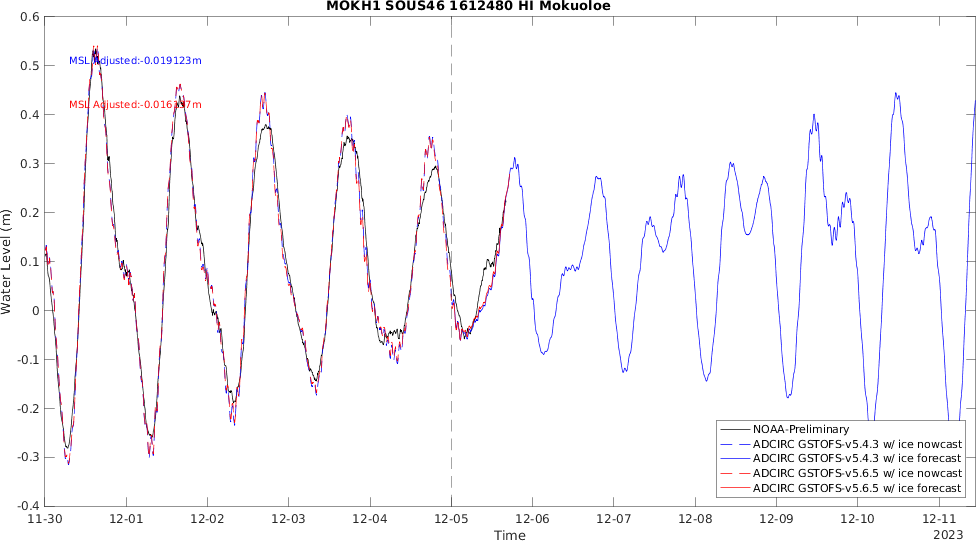 MOKH1 SOUS46 1612480 HI Mokuoloe
0.6
0.5
0.4
0.3
0.2
0.1
0
-0.1
-0.2
-0.3
-0.4
Water Level (m)
MSL Adjusted:-0.019123m
MSL Adjusted:
NOAA-Preliminary
ADCIRC GSTOFS-v5.4.3 w/ ice nowcast
ADCIRC GSTOFS-v5.4.3 w/ ice forecast
ADCIRC GSTOFS-v5.6.5 w/ ice nowcast
ADCIRC GSTOFS-v5.6.5 w/ ice forecast
11-30 12-01 12-02 12-03 12-04 12-05 12-06 12-07 12-08 12-09 12-10 12-11
2023
Time